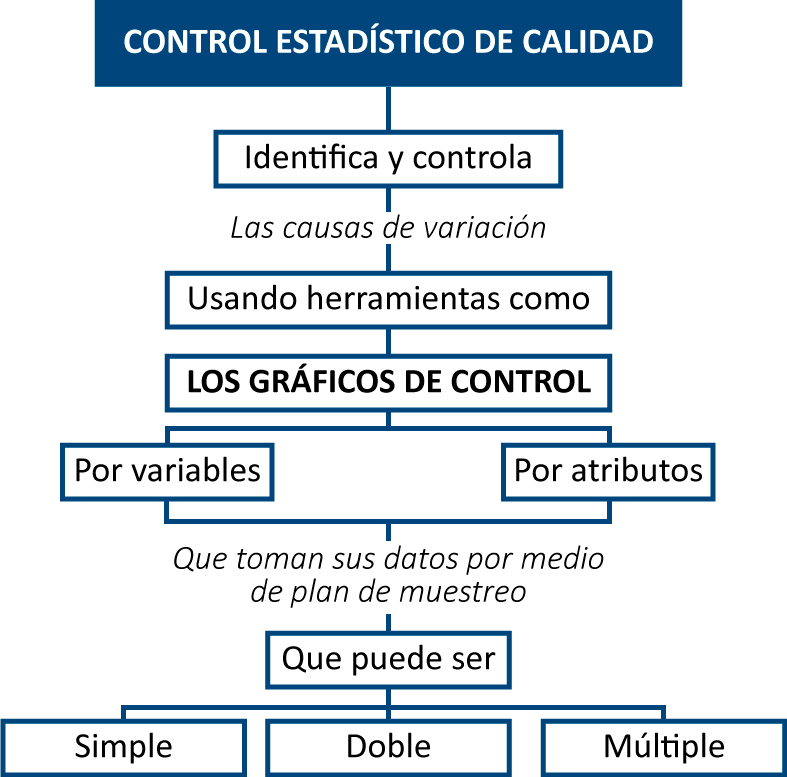 CONTROL ESTADÍSTICO DE CALIDAD
Identifica y controla
Las causas de variación
Usando herramientas como
LOS GRÁFICOS DE CONTROL
Por variables
Por atributos
Que toman sus datos por medio
de plan de muestreo
Que puede ser
Simple
Doble
Múltiple